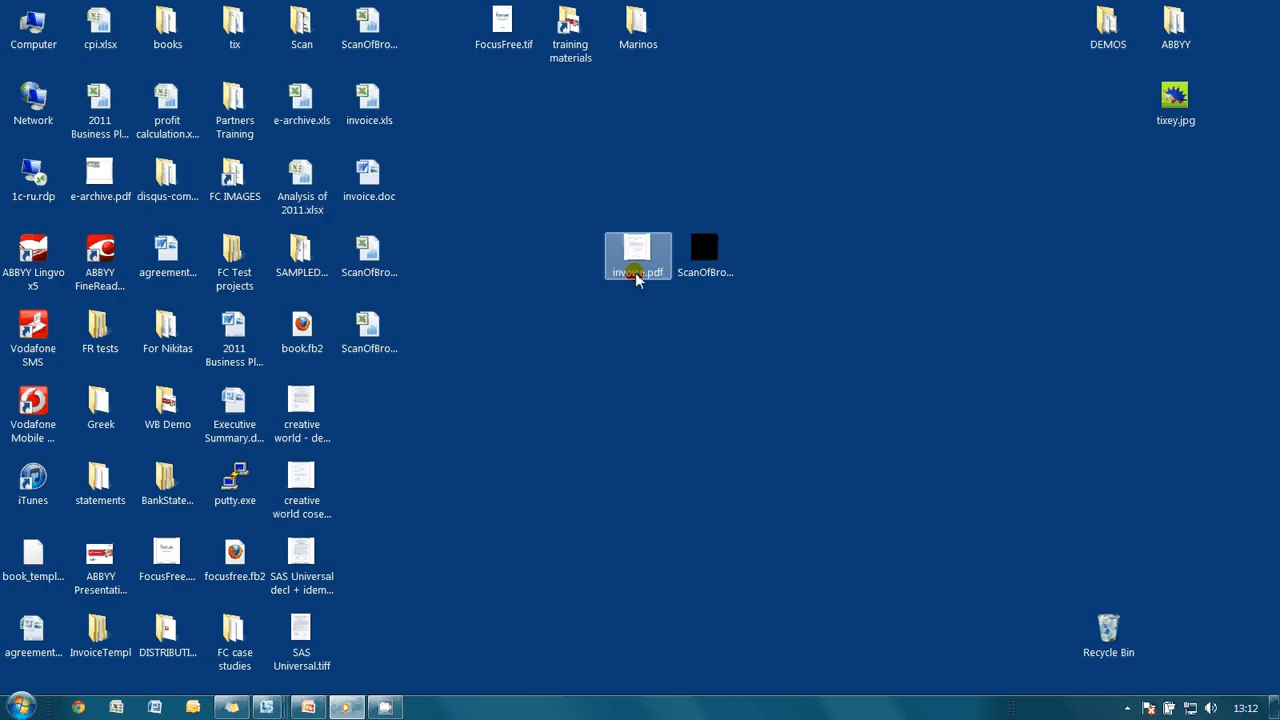 Computer
cpi.xlsx
books
tix
Scan
ScanOfBro...
FocusFree.tif
training
materials
Marinos
DEMOS
ABBYY
Network
2011
Business Pl...
profit
calculation.x...
Partners
Training
e-archive.xls
invoice.xls
tixey.jpg
1c-ru.rdp
e-archive.pdf
disqus-com...
FC IMAGES
Analysis of
2011.xlsx
invoice.doc
ABBYY Lingvo
x5
ABBYY
FineRead...
agreement...
FC Test
projects
SAMPLED...
ScanOfBro...
invoice.pdf
ScanOfBro...
Vodafone
SMS
FR tests
For Nikitas
2011
Business Pl...
book.fb2
ScanOfBro...
Vodafone
Mobile ...
Greek
WB Demo
Executive
Summary.d...
creative
world - de...
iTunes
statements
BankState...
putty.exe
creative
world cose...
book_templ...
ABBYY
Presentati...
FocusFree....
focusfree.fb2
SAS Universal
decl + idem...
agreement...
InvoiceTempl
DISTRIBUTI...
FC case
studies
SAS
Universal.tiff
Recycle Bin
13:12